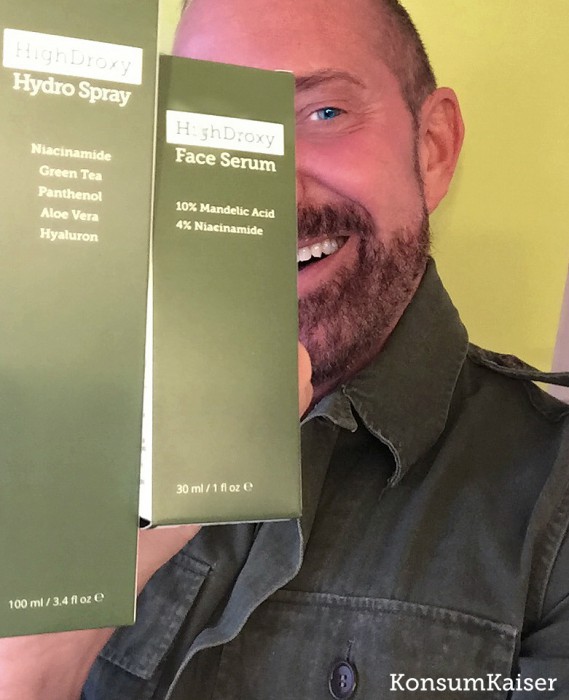 HighDroxy
Hydro Spray
Niacinamide
Green Tea
Panthenol
Aloe Vera
Hyaluron
100 ml / 3.4 fl oz ℮
HighDroxy
Face Serum
10% Mandelic Acid
4% Niacinamide
30 ml / 1 fl oz ℮
KonsumKaiser